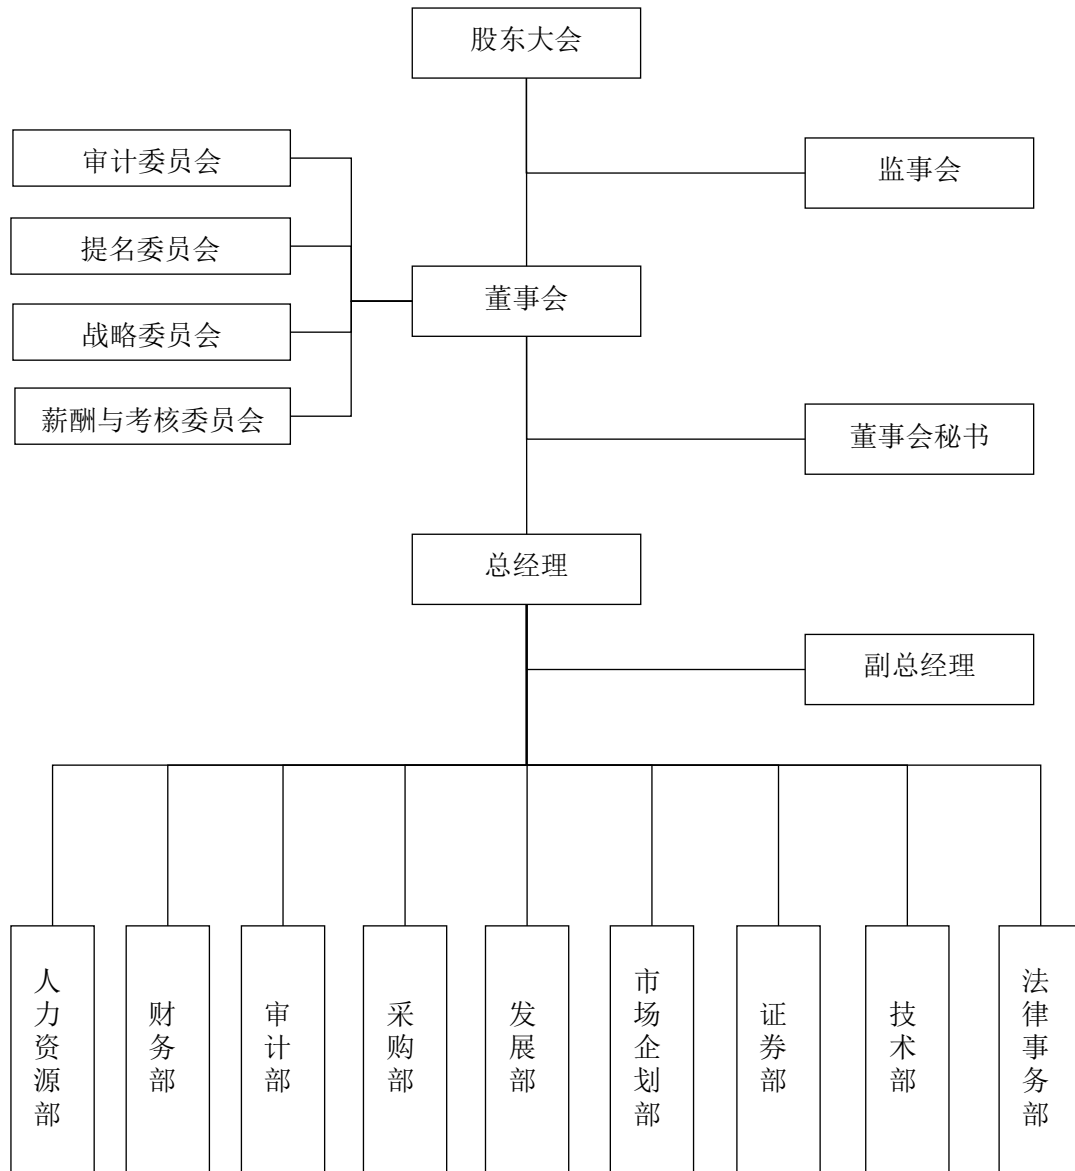 股东大会
审计委员会
监事会
提名委员会
董事会
战略委员会
薪酬与考核委员会
董事会秘书
总经理
副总经理
人力资源部
财务部
审计部
采购部
发展部
市场企划部
证券部
技术部
法律事务部